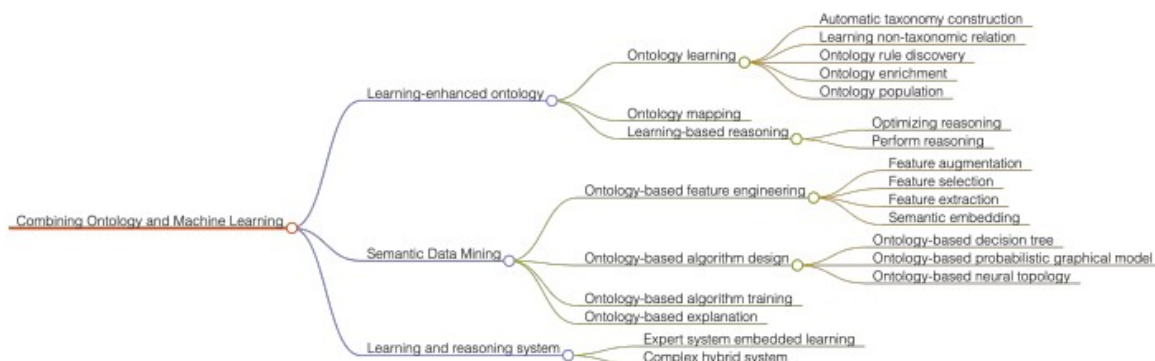 Combining Ontology and Machine Learning
Learning-enhanced ontology
Ontology learning
Automatic taxonomy construction
Learning non-taxonomic relation
Ontology rule discovery
Ontology enrichment
Ontology population
Ontology mapping
Learning-based reasoning
Optimizing reasoning
Perform reasoning
Semantic Data Mining
Ontology-based feature engineering
Feature augmentation
Feature selection
Feature extraction
Semantic embedding
Ontology-based algorithm design
Ontology-based decision tree
Ontology-based probabilistic graphical model
Ontology-based neural topology
Ontology-based algorithm training
Ontology-based explanation
Learning and reasoning system
Expert system embedded learning
Complex hybrid system